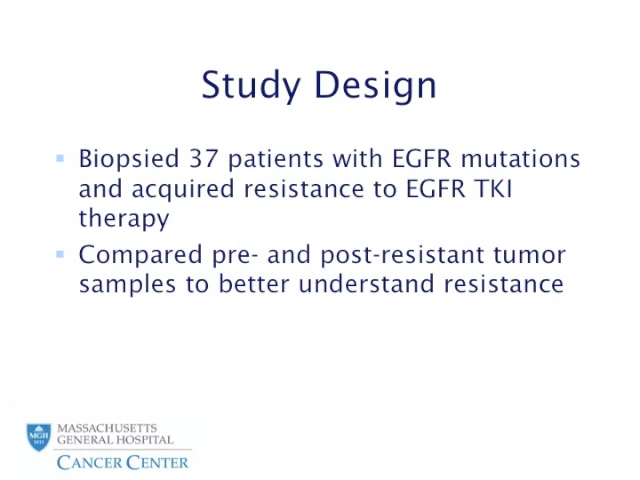 Study Design
Biopsied 37 patients with EGFR mutations
and acquired resistance to EGFR TKI
therapy
Compared pre- and post-resistant tumor
samples to better understand resistance
MGH
1811
MASSACHUSETTS
GENERAL HOSPITAL
CANCER CENTER